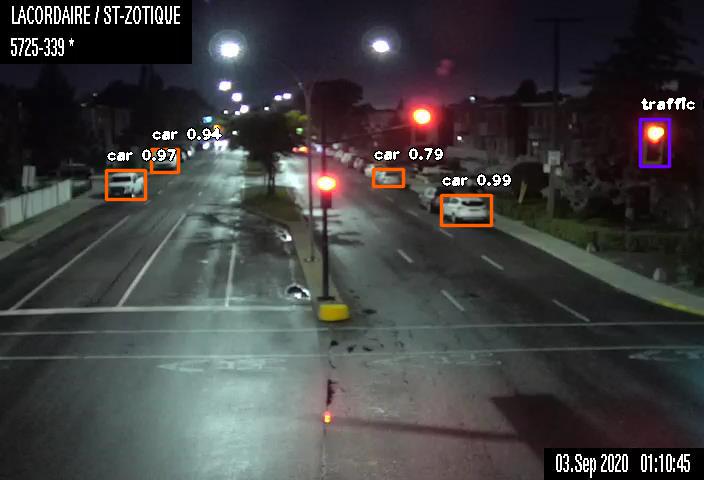 LACORDAIRE / ST-ZOTIQUE
5725-339 *
traffic
car 0.94
car 0.97
car 0.79
car 0.99
03.Sep 2020 01:10:45